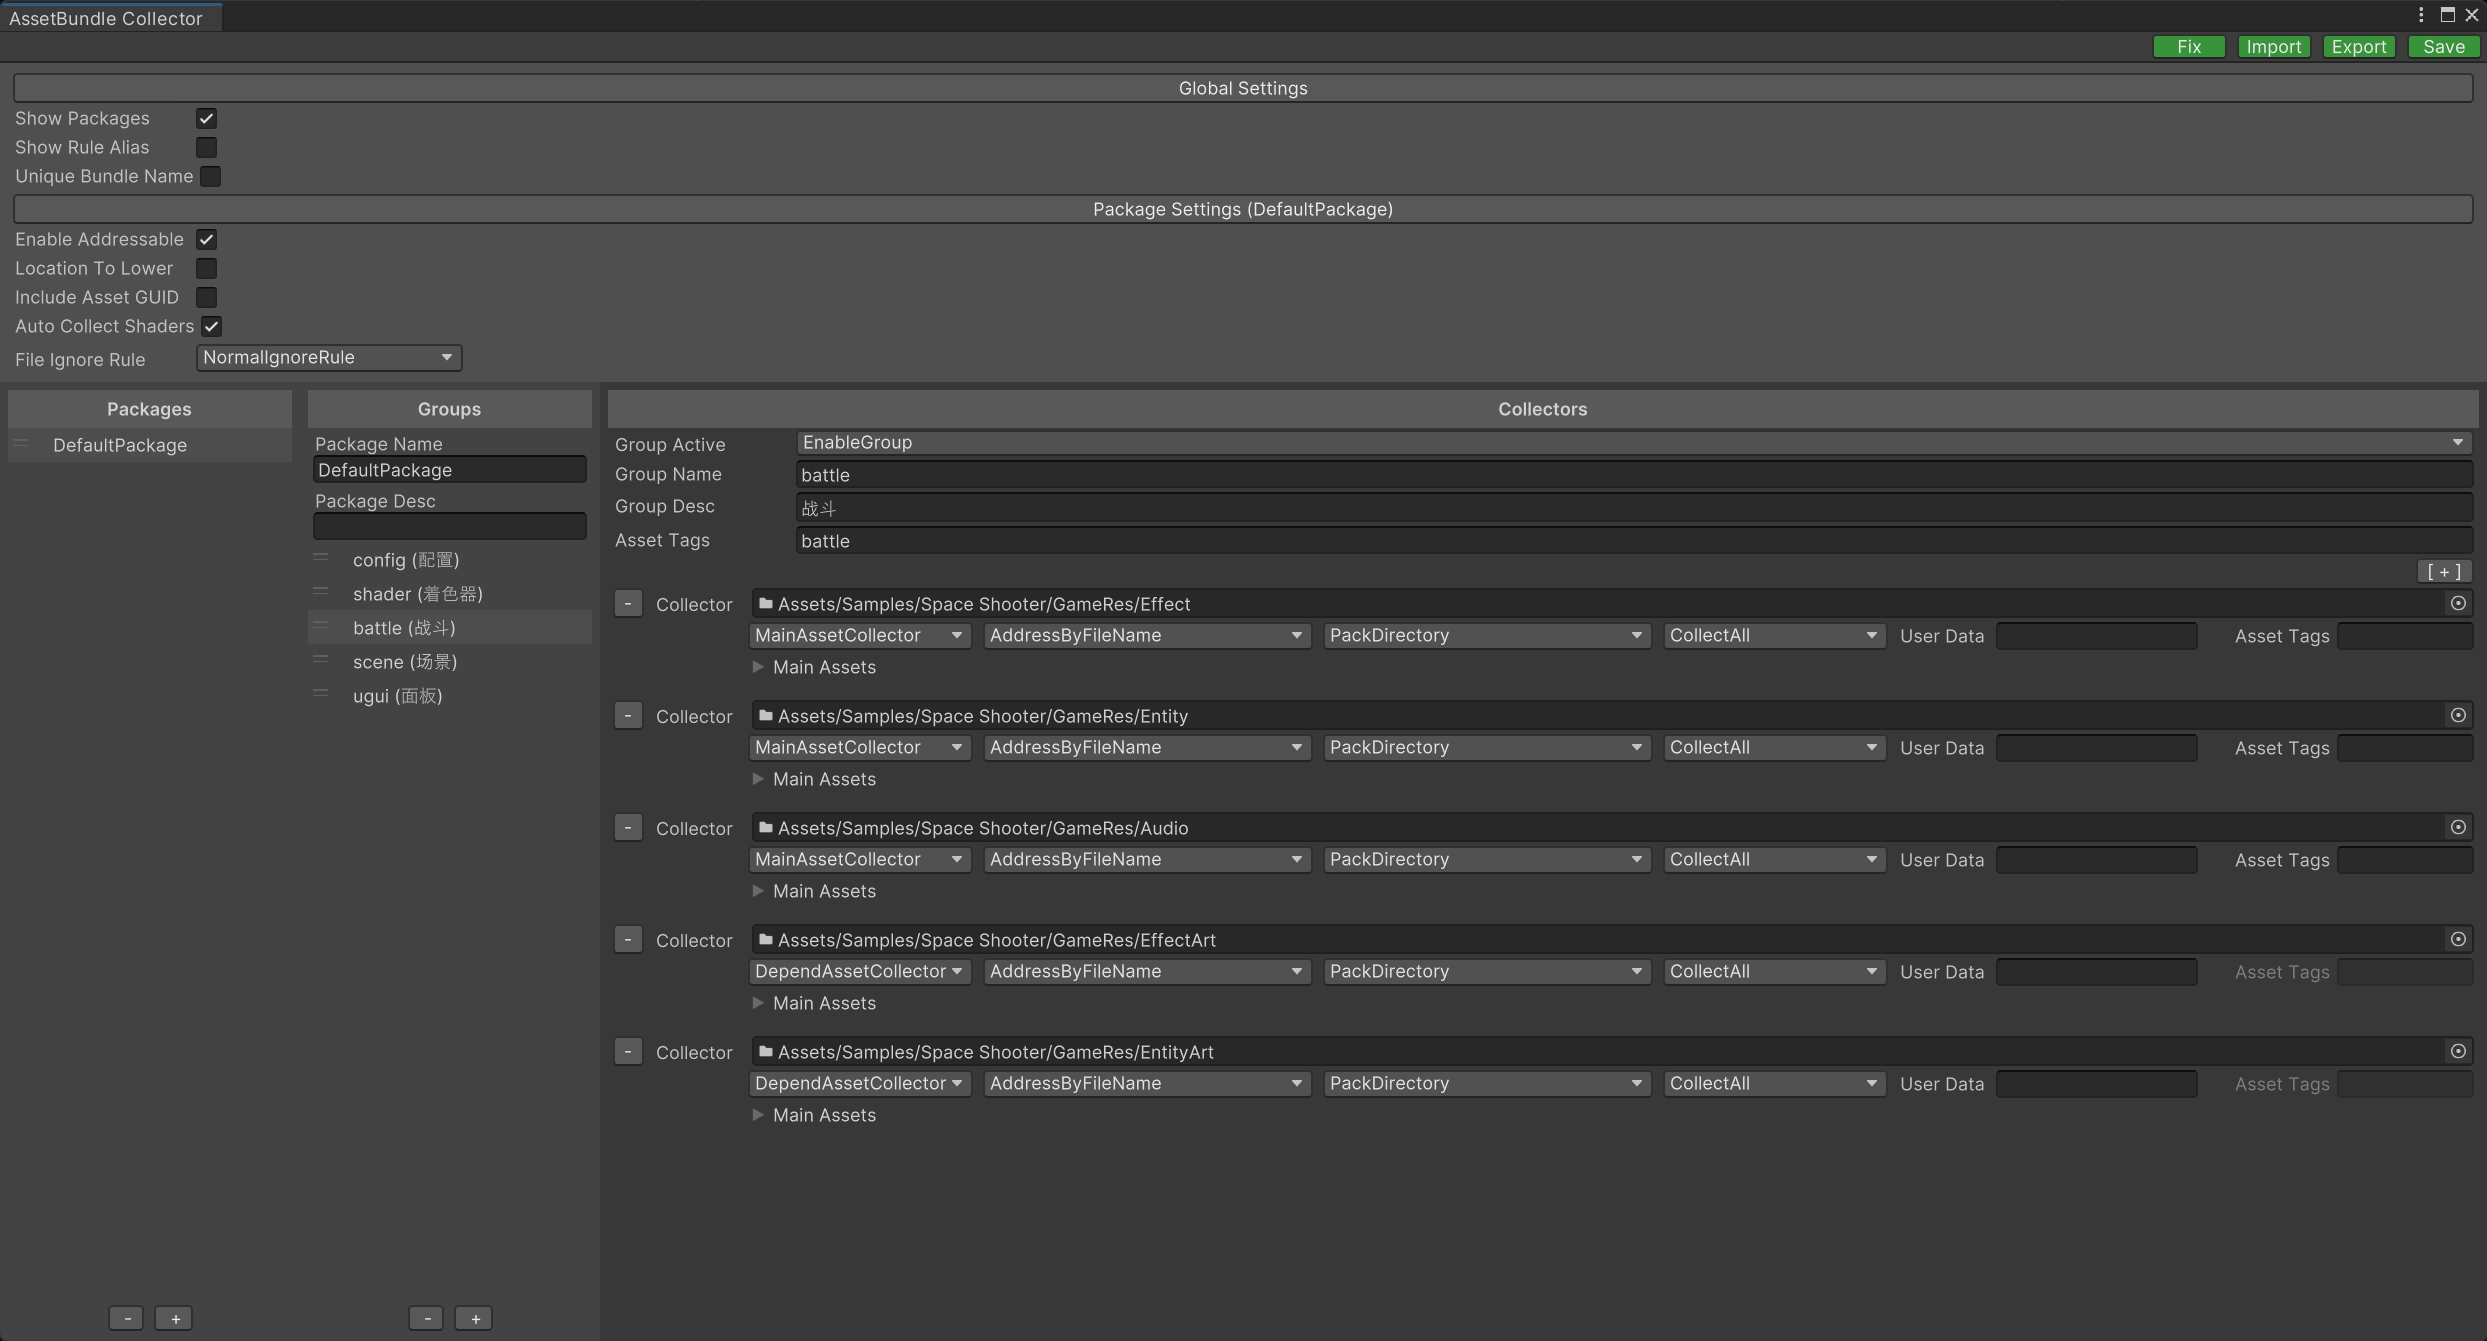 AssetBundle Collector
Fix Import Export Save
Global Settings
Show Packages
Show Rule Alias
Unique Bundle Name
Package Settings (DefaultPackage)
Enable Addressable
Location To Lower
Include Asset GUID
Auto Collect Shaders
File Ignore Rule NormalIgnoreRule
Packages
DefaultPackage
- +
Groups
Package Name
DefaultPackage
Package Desc
config (配置)
shader (着色器)
battle (战斗)
scene (场景)
ugui (面板)
- +
Collectors
Group Active EnableGroup
Group Name battle
Group Desc 战斗
Asset Tags battle
[ + ]
- Collector Assets/Samples/Space Shooter/GameRes/Effect
MainAssetCollector AddressByFileName PackDirectory CollectAll User Data Asset Tags
Main Assets
- Collector Assets/Samples/Space Shooter/GameRes/Entity
MainAssetCollector AddressByFileName PackDirectory CollectAll User Data Asset Tags
Main Assets
- Collector Assets/Samples/Space Shooter/GameRes/Audio
MainAssetCollector AddressByFileName PackDirectory CollectAll User Data Asset Tags
Main Assets
- Collector Assets/Samples/Space Shooter/GameRes/EffectArt
DependAssetCollector AddressByFileName PackDirectory CollectAll User Data Asset Tags
Main Assets
- Collector Assets/Samples/Space Shooter/GameRes/EntityArt
DependAssetCollector AddressByFileName PackDirectory CollectAll User Data Asset Tags
Main Assets